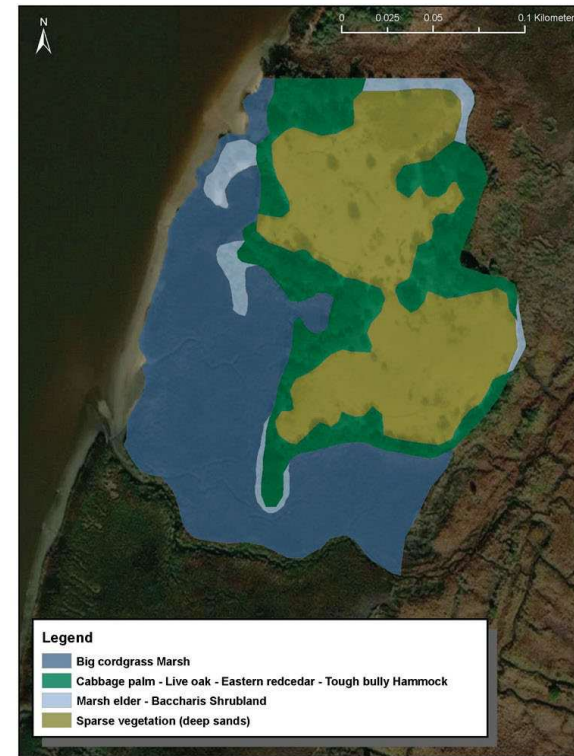 N
0 0.025 0.05 0.1 Kilometers
Legend
Big cordgrass Marsh
Cabbage palm - Live oak - Eastern redcedar - Tough bully Hammock
Marsh elder - Baccharis Shrubland
Sparse vegetation (deep sands)